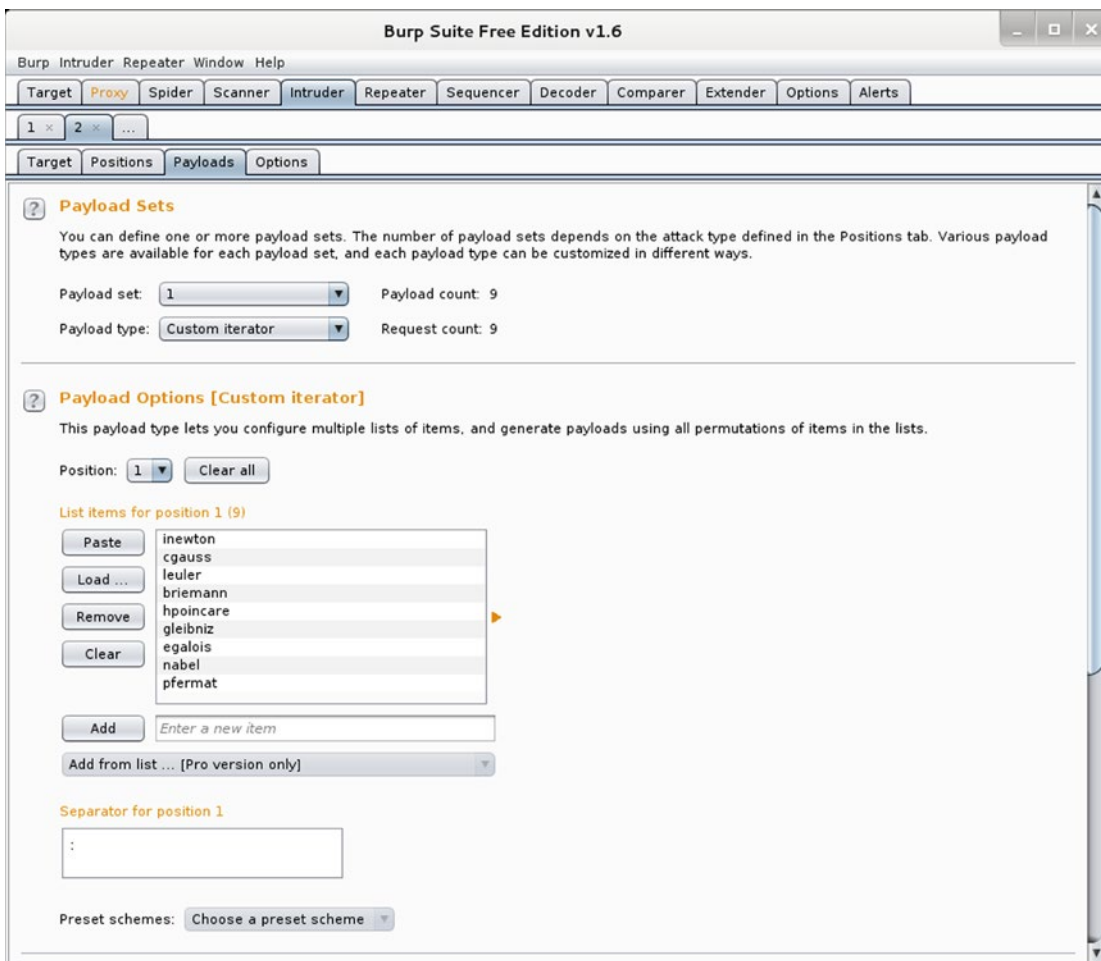 Burp Suite Free Edition v1.6
Burp Intruder Repeater Window Help
Target Proxy Spider Scanner Intruder Repeater Sequencer Decoder Comparer Extender Options Alerts
1 × 2 × ...
Target Positions Payloads Options
? Payload Sets
You can define one or more payload sets. The number of payload sets depends on the attack type defined in the Positions tab. Various payload
types are available for each payload set, and each payload type can be customized in different ways.
Payload set: 1 Payload count: 9
Payload type: Custom iterator Request count: 9
? Payload Options [Custom iterator]
This payload type lets you configure multiple lists of items, and generate payloads using all permutations of items in the lists.
Position: 1 Clear all
List items for position 1 (9)
Paste
Load ...
Remove
Clear
inewton
cgauss
leuler
briemann
hpoincare
gleibniz
egalois
nabel
pfermat
Add Enter a new item
Add from list ... [Pro version only]
Separator for position 1
:
Preset schemes: Choose a preset scheme